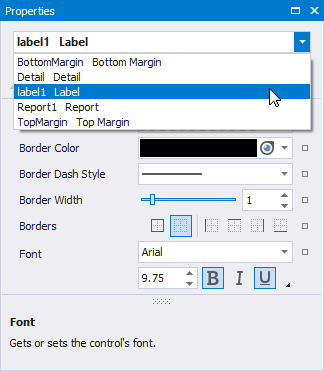 Properties
label1 Label
BottomMargin Bottom Margin
Detail Detail
label1 Label
Report1 Report
TopMargin Top Margin
Border Color
Border Dash Style
Border Width 1
Borders
Font Arial
9.75 B I U
Font
Gets or sets the control's font.